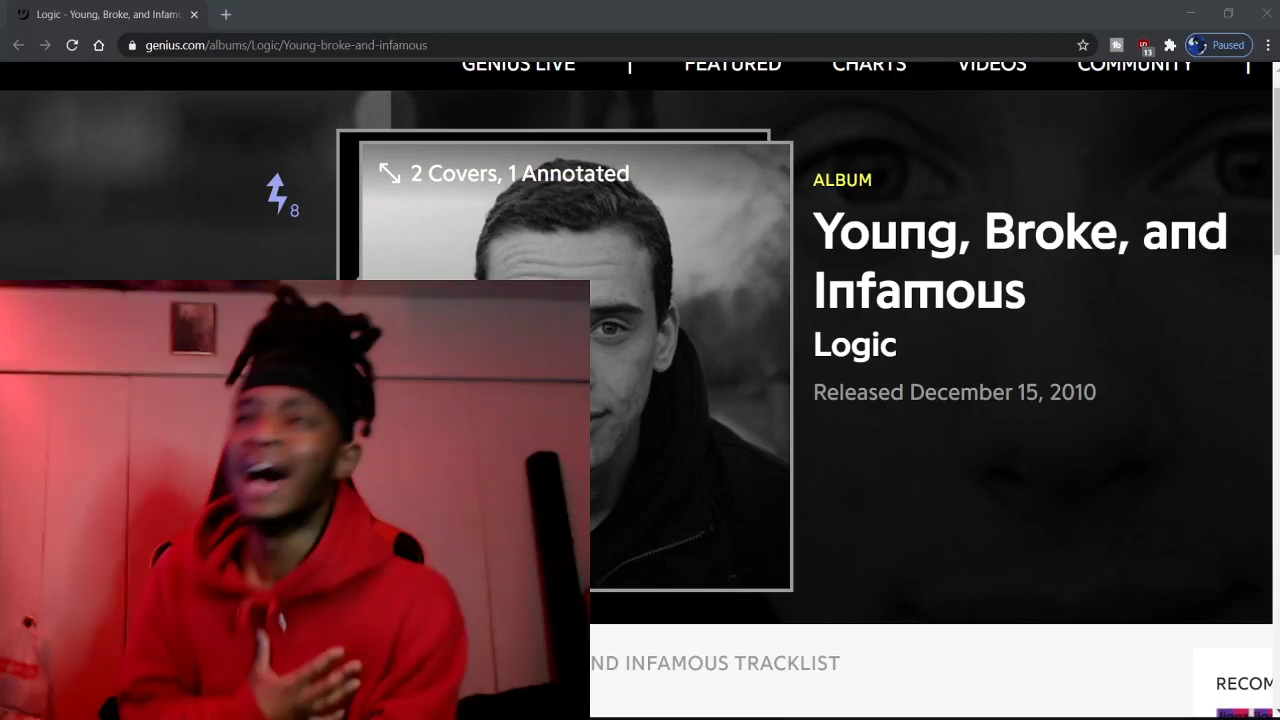 Logic - Young, Broke, and Infamo
genius.com/albums/Logic/Young-broke-and-infamous
13
Paused
GENIUS LIVE | FEATURED CHARTS VIDEOS COMMUNITY |
2 Covers, 1 Annotated
8
ALBUM
Young, Broke, and
Infamous
Logic
Released December 15, 2010
ND INFAMOUS TRACKLIST
RECOM